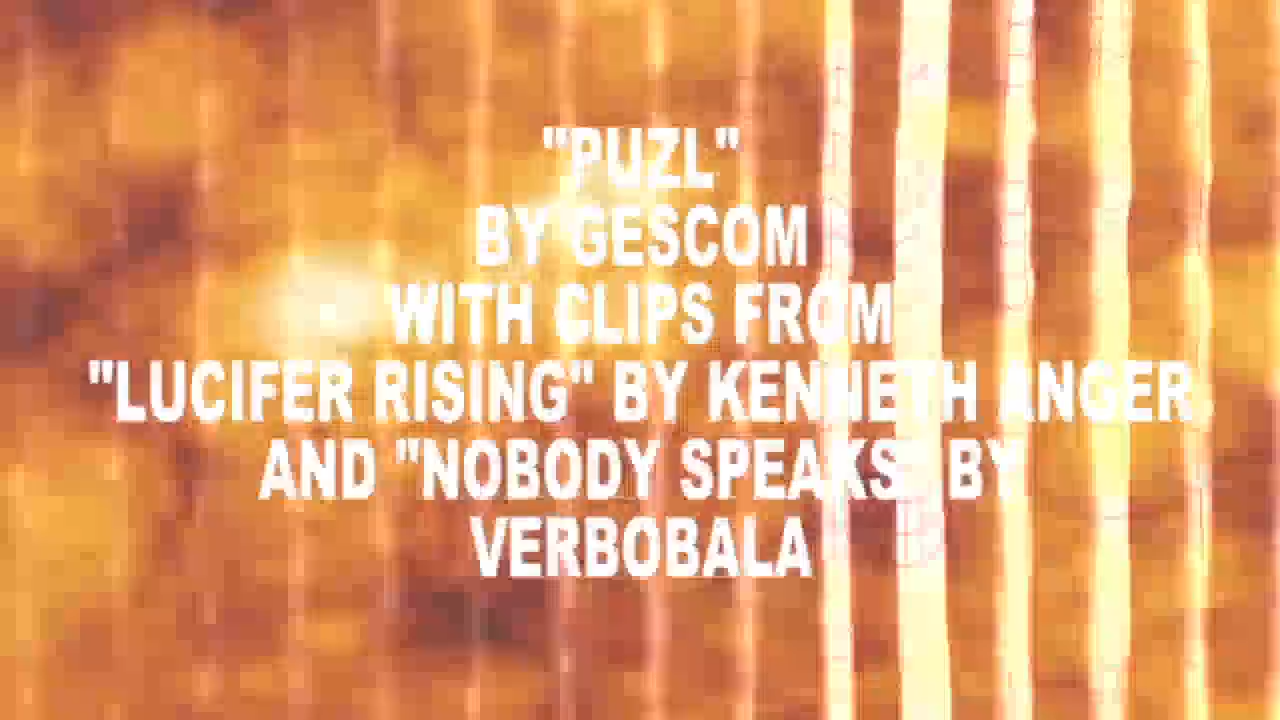 "PUZL"
BY GESCOM
WITH CLIPS FROM
"LUCIFER RISING" BY KENNETH ANGER
AND "NOBODY SPEAKS" BY
VERBOBALA